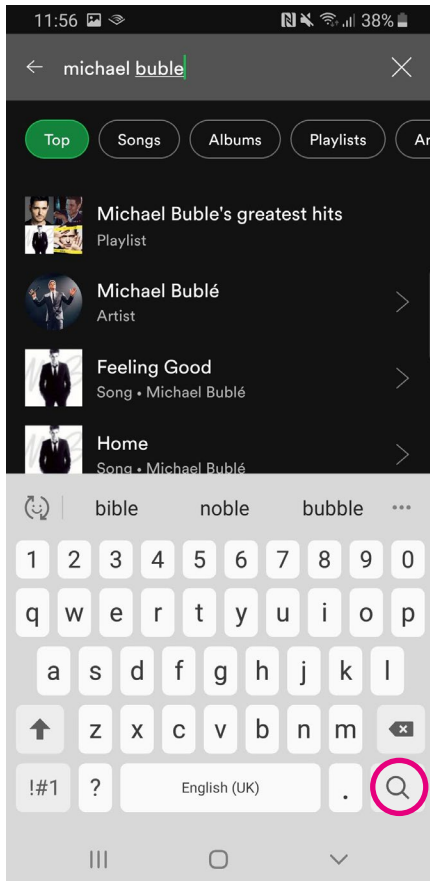 11:56 38%
michael buble
Top Songs Albums Playlists Ar
Michael Buble's greatest hits
Playlist
Michael Bublé
Artist
Feeling Good
Song • Michael Bublé
Home
Song • Michael Bublé
bible noble bubble
1 2 3 4 5 6 7 8 9 0
q w e r t y u i o p
a s d f g h j k l
z x c v b n m
!#1 ? English (UK) .